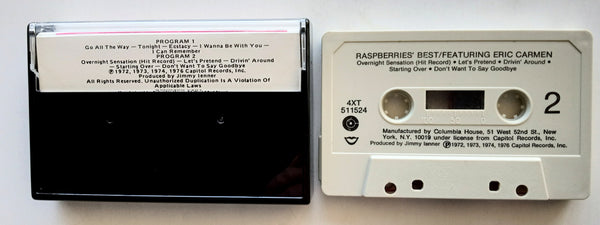 PROGRAM 1
Go All The Way — Tonight — Ecstacy — I Wanna Be With You —
I Can Remember
PROGRAM 2
Overnight Sensation (Hit Record) — Let's Pretend — Drivin' Around
— Starting Over — Don't Want To Say Goodbye
Ⓟ1972, 1973, 1974, 1976 Capitol Records, Inc.
Produced by Jimmy Ienner
All Rights Reserved. Unauthorized Duplication Is A Violation Of
Applicable Laws
RASPBERRIES' BEST/FEATURING ERIC CARMEN
Overnight Sensation (Hit Record) • Let's Pretend • Drivin' Around •
Starting Over • Don't Want To Say Goodbye
4XT
511524
2
Manufactured by Columbia House, 51 West 52nd St., New
York, N.Y. 10019 under license from Capitol Records, Inc.
Produced by Jimmy Ienner Ⓟ1972, 1973, 1974, 1976 Capitol Records, Inc.